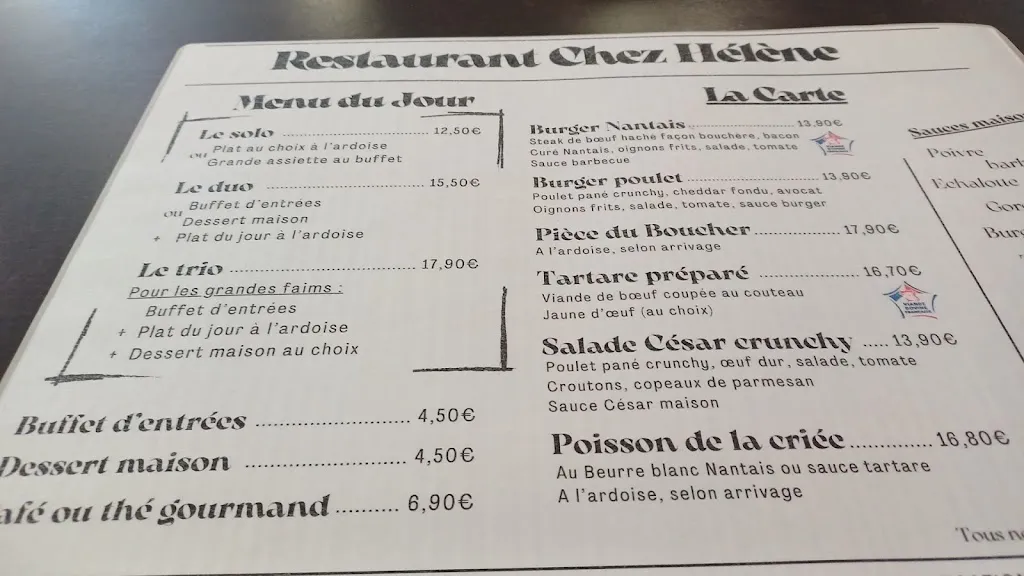 Restaurant Chez Hélène
Menu du Jour
Le solo ........................ 12,50€
Plat au choix à l'ardoise
ou
Grande assiette au buffet
Le duo ........................ 15,50€
Buffet d'entrées
ou
Dessert maison
+ Plat du jour à l'ardoise
Le trio ........................ 17,90€
Pour les grandes faims :
Buffet d'entrées
+ Plat du jour à l'ardoise
+ Dessert maison au choix
Buffet d'entrées ........................ 4,50€
Dessert maison ........................ 4,50€
afé ou thé gourmand .......... 6,90€
La Carte
Burger Nantais ........................ 13,90€
Steak de bœuf haché façon bouchère, bacon
Curé Nantais, oignons frits, salade, tomate
Sauce barbecue
Burger poulet ........................ 13,90€
Poulet pané crunchy, cheddar fondu, avocat
Oignons frits, salade, tomate, sauce burger
Pièce du Boucher ............... 17,90€
A l'ardoise, selon arrivage
Tartare préparé .................. 16,70€
Viande de bœuf coupée au couteau
Jaune d'œuf (au choix)
VIANDE BOVINE FRANÇAISE
Salade César crunchy ..... 13,90€
Poulet pané crunchy, œuf dur, salade, tomate
Croutons, copeaux de parmesan
Sauce César maison
Poisson de la criée ............. 16,80€
Au Beurre blanc Nantais ou sauce tartare
A l'ardoise, selon arrivage
Sauces maison
Poivre
barb
Echalote
Gor
Bur
Tous no